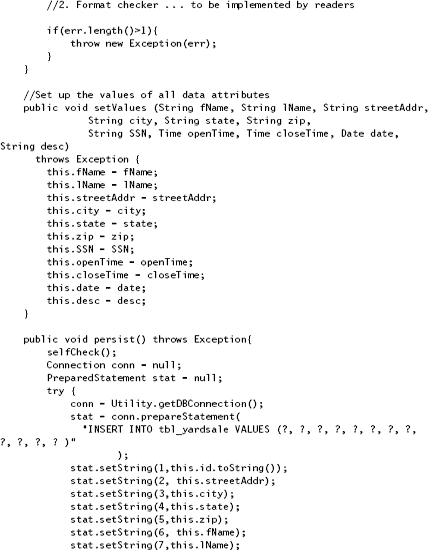 //2. Format checker ... to be implemented by readers
if(err.length()>1){
throw new Exception(err);
}
}
//Set up the values of all data attributes
public void setValues (String fName, String lName, String streetAddr,
String city, String state, String zip,
String SSN, Time openTime, Time closeTime, Date date,
String desc)
throws Exception {
this.fName = fName;
this.lName = lName;
this.streetAddr = streetAddr;
this.city = city;
this.state = state;
this.zip = zip;
this.SSN = SSN;
this.openTime = openTime;
this.closeTime = closeTime;
this.date = date;
this.desc = desc;
}
public void persist() throws Exception{
selfCheck();
Connection conn = null;
PreparedStatement stat = null;
try {
conn = Utility.getDBConnection();
stat = conn.prepareStatement(
"INSERT INTO tbl_yardsale VALUES (?, ?, ?, ?, ?, ?, ?, ?,
?, ?, ?, ? )"
);
stat.setString(1,this.id.toString());
stat.setString(2, this.streetAddr);
stat.setString(3,this.city);
stat.setString(4,this.state);
stat.setString(5,this.zip);
stat.setString(6, this.fName);
stat.setString(7,this.lName);